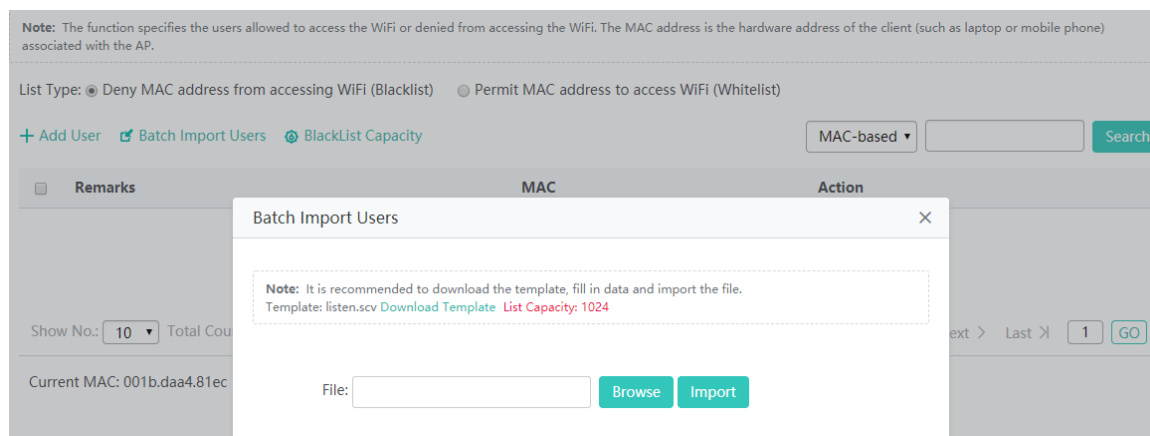 Note: The function specifies the users allowed to access the WiFi or denied from accessing the WiFi. The MAC address is the hardware address of the client (such as laptop or mobile phone)
associated with the AP.
List Type: Deny MAC address from accessing WiFi (Blacklist) Permit MAC address to access WiFi (Whitelist)
Add User Batch Import Users BlackList Capacity MAC-based Search
Remarks MAC Action
Batch Import Users
Note: It is recommended to download the template, fill in data and import the file.
Template: listen.scv Download Template List Capacity: 1024
Show No.: 10 Total Cou ext Last 1 GO
Current MAC: 001b.daa4.81ec
File: Browse Import